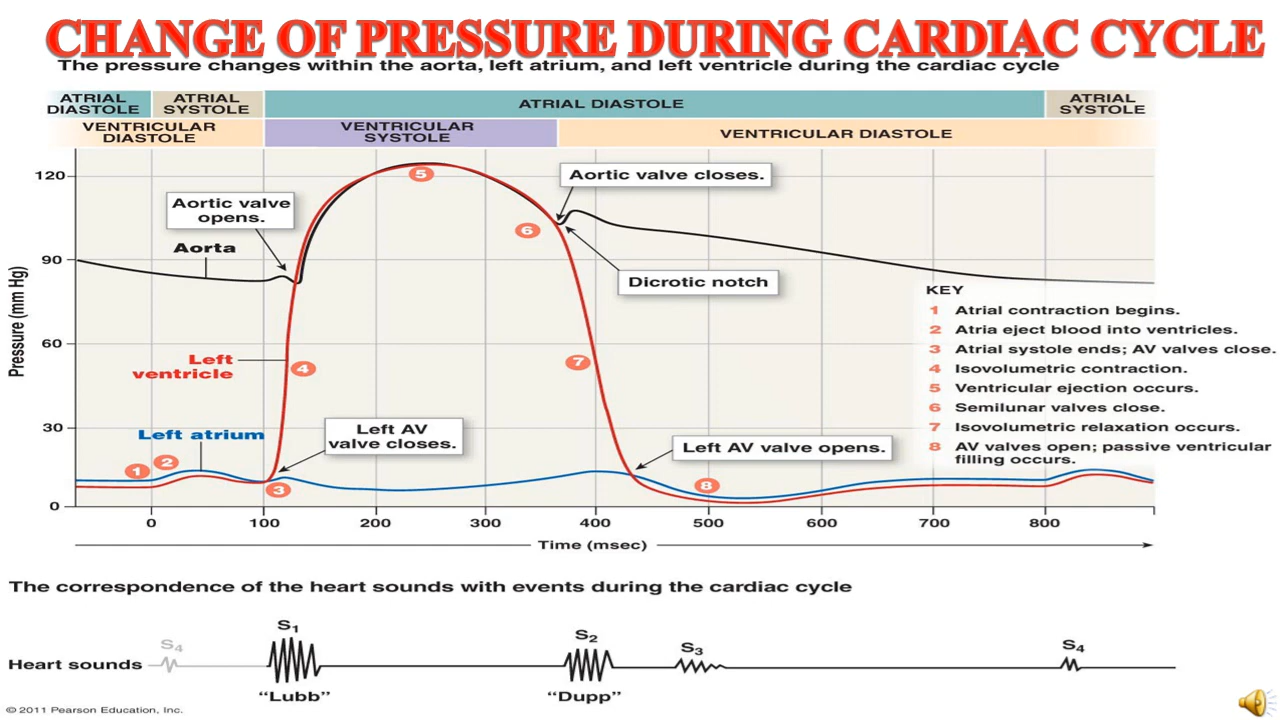 CHANGE OF PRESSURE DURING CARDIAC CYCLE
The pressure changes within the aorta, left atrium, and left ventricle during the cardiac cycle
ATRIAL
DIASTOLE
ATRIAL
SYSTOLE
ATRIAL DIASTOLE
ATRIAL
SYSTOLE
VENTRICULAR
DIASTOLE
VENTRICULAR
SYSTOLE
VENTRICULAR DIASTOLE
Pressure (mm Hg)
120
90
60
30
0
Aortic valve
opens.
Aorta
Left
ventricle
Left atrium
Aortic valve closes.
Dicrotic notch
Left AV
valve closes.
Left AV valve opens.
1
2
3
4
5
6
7
8
KEY
1 Atrial contraction begins.
2 Atria eject blood into ventricles.
3 Atrial systole ends; AV valves close.
4 Isovolumetric contraction.
5 Ventricular ejection occurs.
6 Semilunar valves close.
7 Isovolumetric relaxation occurs.
8 AV valves open; passive ventricular
filling occurs.
0 100 200 300 400 500 600 700 800
Time (msec)
The correspondence of the heart sounds with events during the cardiac cycle
Heart sounds
S4
S1
S2
S3
S4
“Lubb”
“Dupp”
© 2011 Pearson Education, Inc.